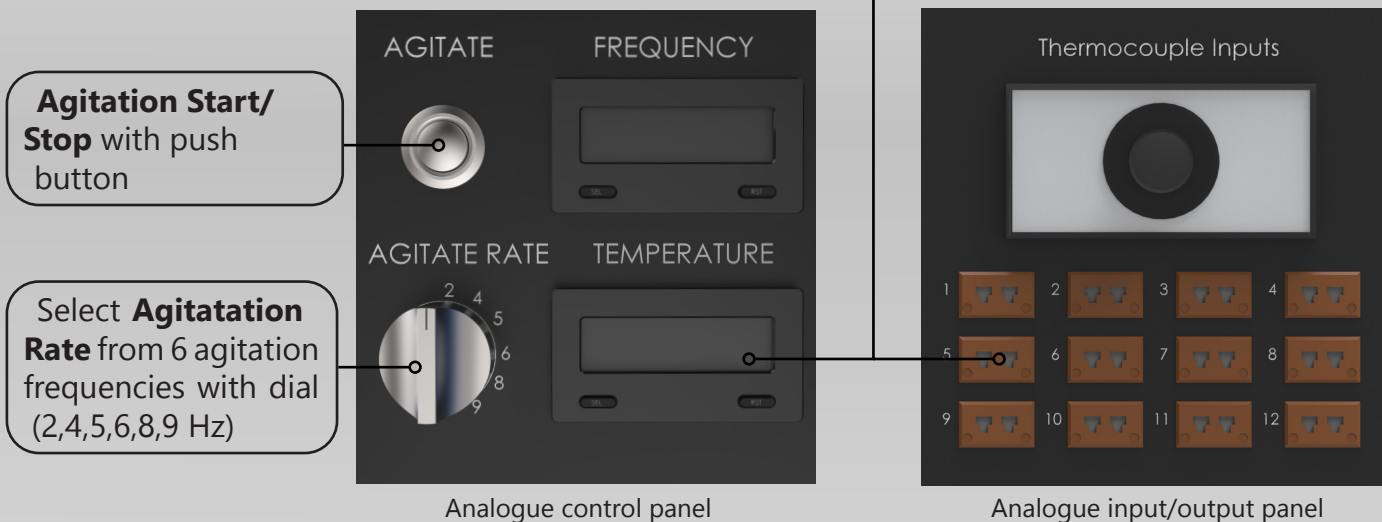 AGITATE
FREQUENCY
Agitation Start/
Stop with push
button
SEL
RST
AGITATE RATE
TEMPERATURE
2
4
5
6
8
9
Select Agitatation
Rate from 6 agitation
frequencies with dial
(2,4,5,6,8,9 Hz)
SEL
RST
Analogue control panel
Thermocouple Inputs
1
2
3
4
5
6
7
8
9
10
11
12
Analogue input/output panel